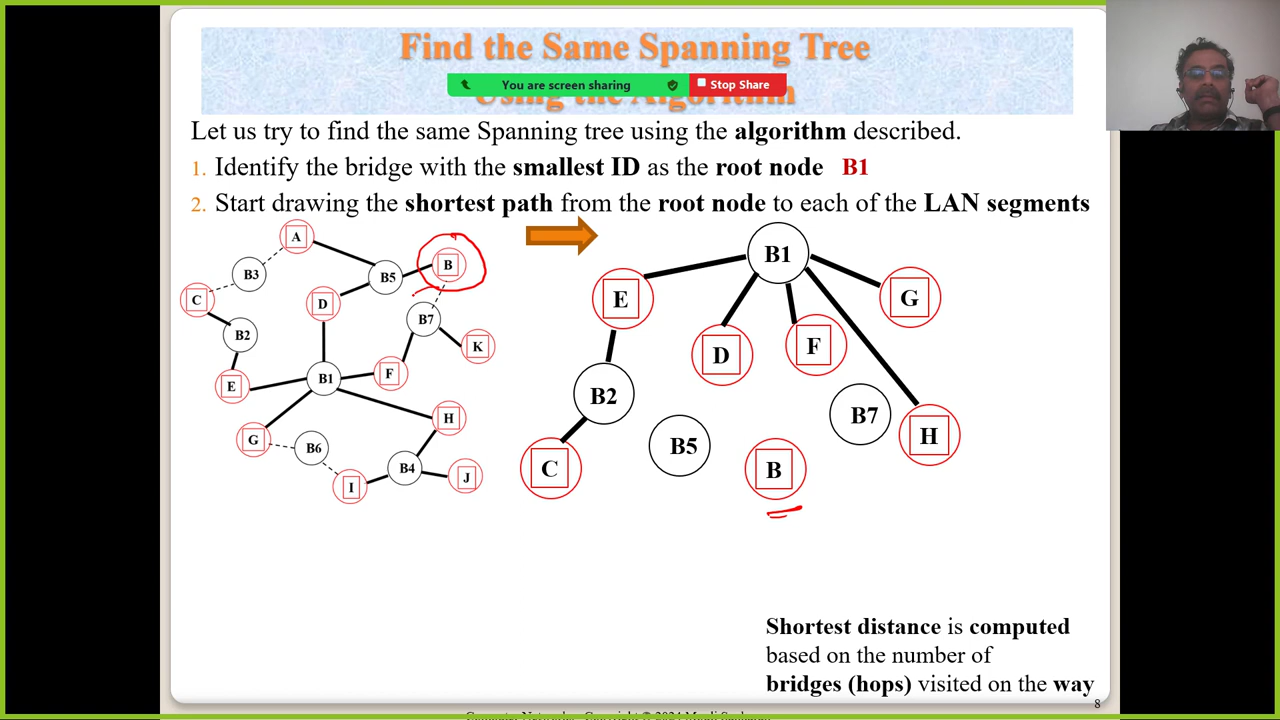 Find the Same Spanning Tree
You are screen sharing
Stop Share
Using the Algorithm
Let us try to find the same Spanning tree using the algorithm described.
1. Identify the bridge with the smallest ID as the root node B1
2. Start drawing the shortest path from the root node to each of the LAN segments
A
B3
B5
B
C
D
B2
B7
K
E
B1
F
G
B6
H
B4
I
J
B1
E
G
D
F
B2
B7
H
B5
C
B
Shortest distance is computed
based on the number of
bridges (hops) visited on the way
8